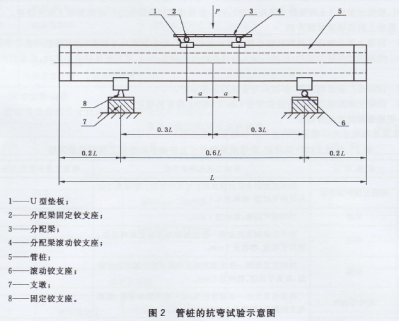 P
1 2 3 4 5
a a
8
7
6
0.3L 0.3L
0.2L 0.6L 0.2L
L
1——U型垫板;
2——分配梁固定铰支座;
3——分配梁;
4——分配梁滚动铰支座;
5——管桩;
6——滚动铰支座;
7——支墩;
8——固定铰支座。
图 2 管桩的抗弯试验示意图